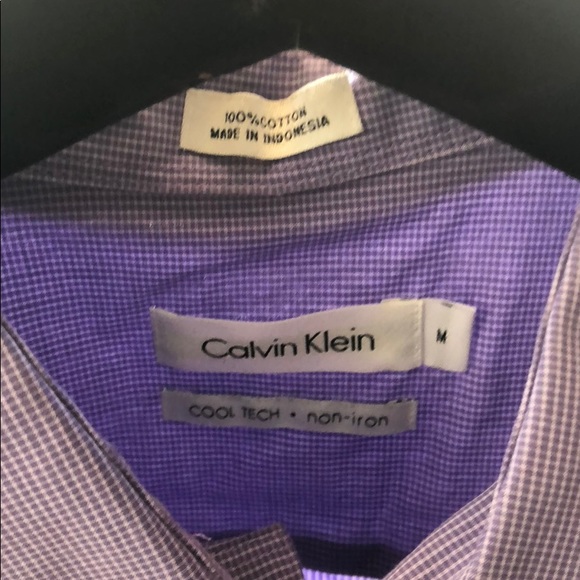 100% COTTON
MADE IN INDONESIA
Calvin Klein
M
COOL TECH • non-iron